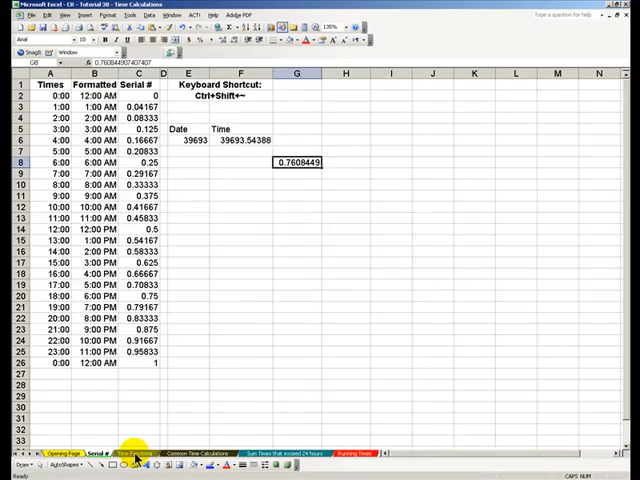 Microsoft Excel - CR - Tutorial 38 - Time Calculations
File Edit View Insert Format Tools Data Window ACT! Help Adobe PDF
135%
Arial 10
SnagIt Window
G8 0.760844907407407
A B C D E F G H I J K L M N
1 Times Formatted Serial # Keyboard Shortcut:
2 0:00 12:00 AM 0 Ctrl+Shift+~
3 1:00 1:00 AM 0.04167
4 2:00 2:00 AM 0.08333
5 3:00 3:00 AM 0.125 Date Time
6 4:00 4:00 AM 0.16667 39693 39693.54388
7 5:00 5:00 AM 0.20833
8 6:00 6:00 AM 0.25 0.7608449
9 7:00 7:00 AM 0.29167
10 8:00 8:00 AM 0.33333
11 9:00 9:00 AM 0.375
12 10:00 10:00 AM 0.41667
13 11:00 11:00 AM 0.45833
14 12:00 12:00 PM 0.5
15 13:00 1:00 PM 0.54167
16 14:00 2:00 PM 0.58333
17 15:00 3:00 PM 0.625
18 16:00 4:00 PM 0.66667
19 17:00 5:00 PM 0.70833
20 18:00 6:00 PM 0.75
21 19:00 7:00 PM 0.79167
22 20:00 8:00 PM 0.83333
23 21:00 9:00 PM 0.875
24 22:00 10:00 PM 0.91667
25 23:00 11:00 PM 0.95833
26 0:00 12:00 AM 1
27
28
29
30
31
32
33
Opening Page Serial # Time Functions Common Time Calculations Sum Times that exceed 24 hours Running Times
Draw AutoShapes
Ready CAPS NUM